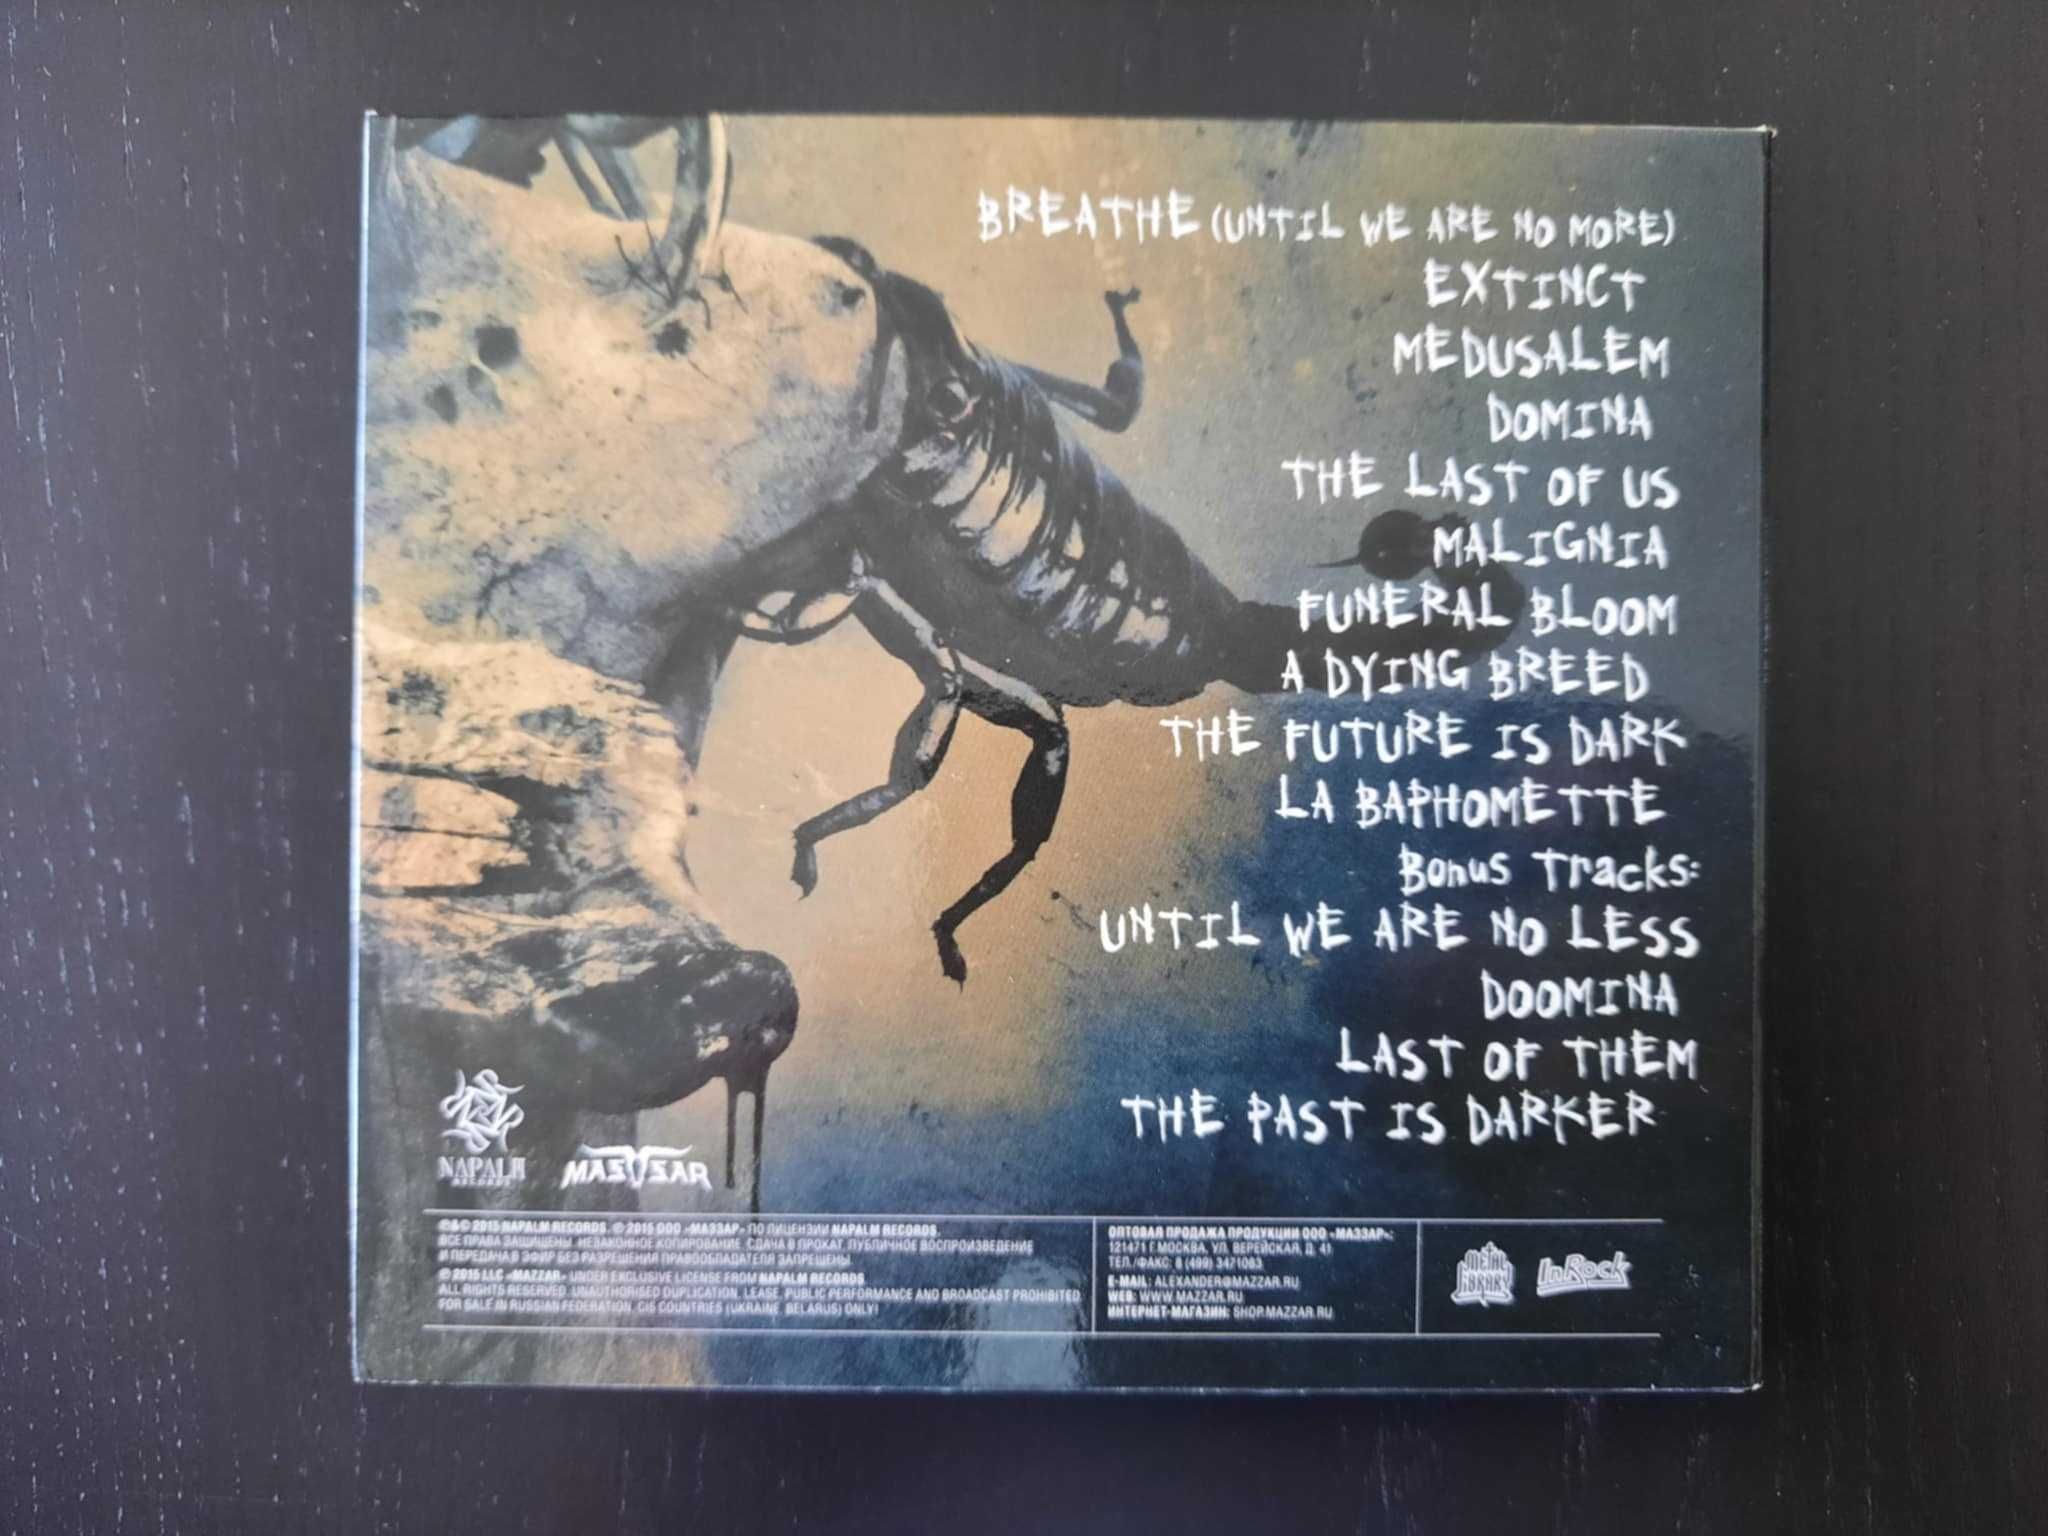 BREATHE (UNTIL WE ARE NO MORE)
EXTINCT
MEDUSALEM
DOMINA
THE LAST OF US
MALIGNIA
FUNERAL BLOOM
A DYING BREED
THE FUTURE IS DARK
LA BAPHOMETTE
Bonus Tracks:
UNTIL WE ARE NO LESS
DOOMINA
LAST OF THEM
THE PAST IS DARKER
NAPALM
RECORDS
MAZZAR
℗&© 2015 NAPALM RECORDS. ℗ 2015 ООО «МАЗЗАР» ПО ЛИЦЕНЗИИ NAPALM RECORDS.
ВСЕ ПРАВА ЗАЩИЩЕНЫ. НЕЗАКОННОЕ КОПИРОВАНИЕ, СДАЧА В ПРОКАТ, ПУБЛИЧНОЕ ВОСПРОИЗВЕДЕНИЕ
И ПЕРЕДАЧА В ЭФИР БЕЗ РАЗРЕШЕНИЯ ПРАВООБЛАДАТЕЛЯ ЗАПРЕЩЕНЫ.
℗ 2015 LLC «MAZZAR» UNDER EXCLUSIVE LICENSE FROM NAPALM RECORDS
ALL RIGHTS RESERVED. UNAUTHORISED DUPLICATION, LEASE, PUBLIC PERFORMANCE AND BROADCAST PROHIBITED.
FOR SALE IN RUSSIAN FEDERATION, CIS COUNTRIES (UKRAINE, BELARUS) ONLY!
ОПТОВАЯ ПРОДАЖА ПРОДУКЦИИ ООО «МАЗЗАР»:
121471 Г.МОСКВА, УЛ. ВЕРЕЙСКАЯ, Д. 41
ТЕЛ./ФАКС: 8 (499) 3471083
E-MAIL: ALEXANDER@MAZZAR.RU
WEB: WWW.MAZZAR.RU
ИНТЕРНЕТ-МАГАЗИН: SHOP.MAZZAR.RU
METAL
LIBRARY
InRock